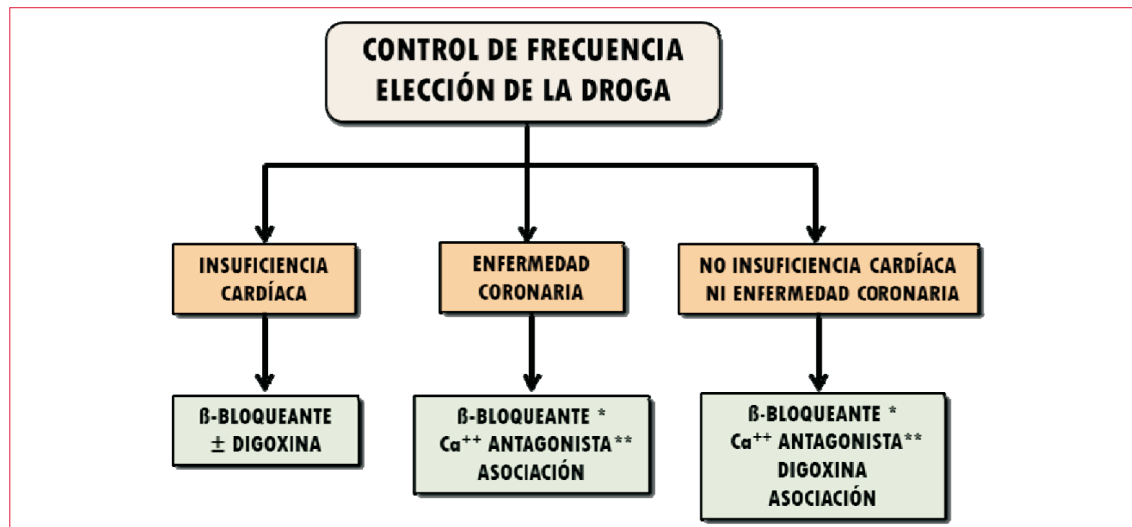 CONTROL DE FRECUENCIA
ELECCIÓN DE LA DROGA
INSUFICIENCIA
CARDÍACA
ENFERMEDAD
CORONARIA
NO INSUFICIENCIA CARDÍACA
NI ENFERMEDAD CORONARIA
ß-BLOQUEANTE
± DIGOXINA
ß-BLOQUEANTE *
Ca⁺⁺ ANTAGONISTA**
ASOCIACIÓN
ß-BLOQUEANTE *
Ca⁺⁺ ANTAGONISTA**
DIGOXINA
ASOCIACIÓN